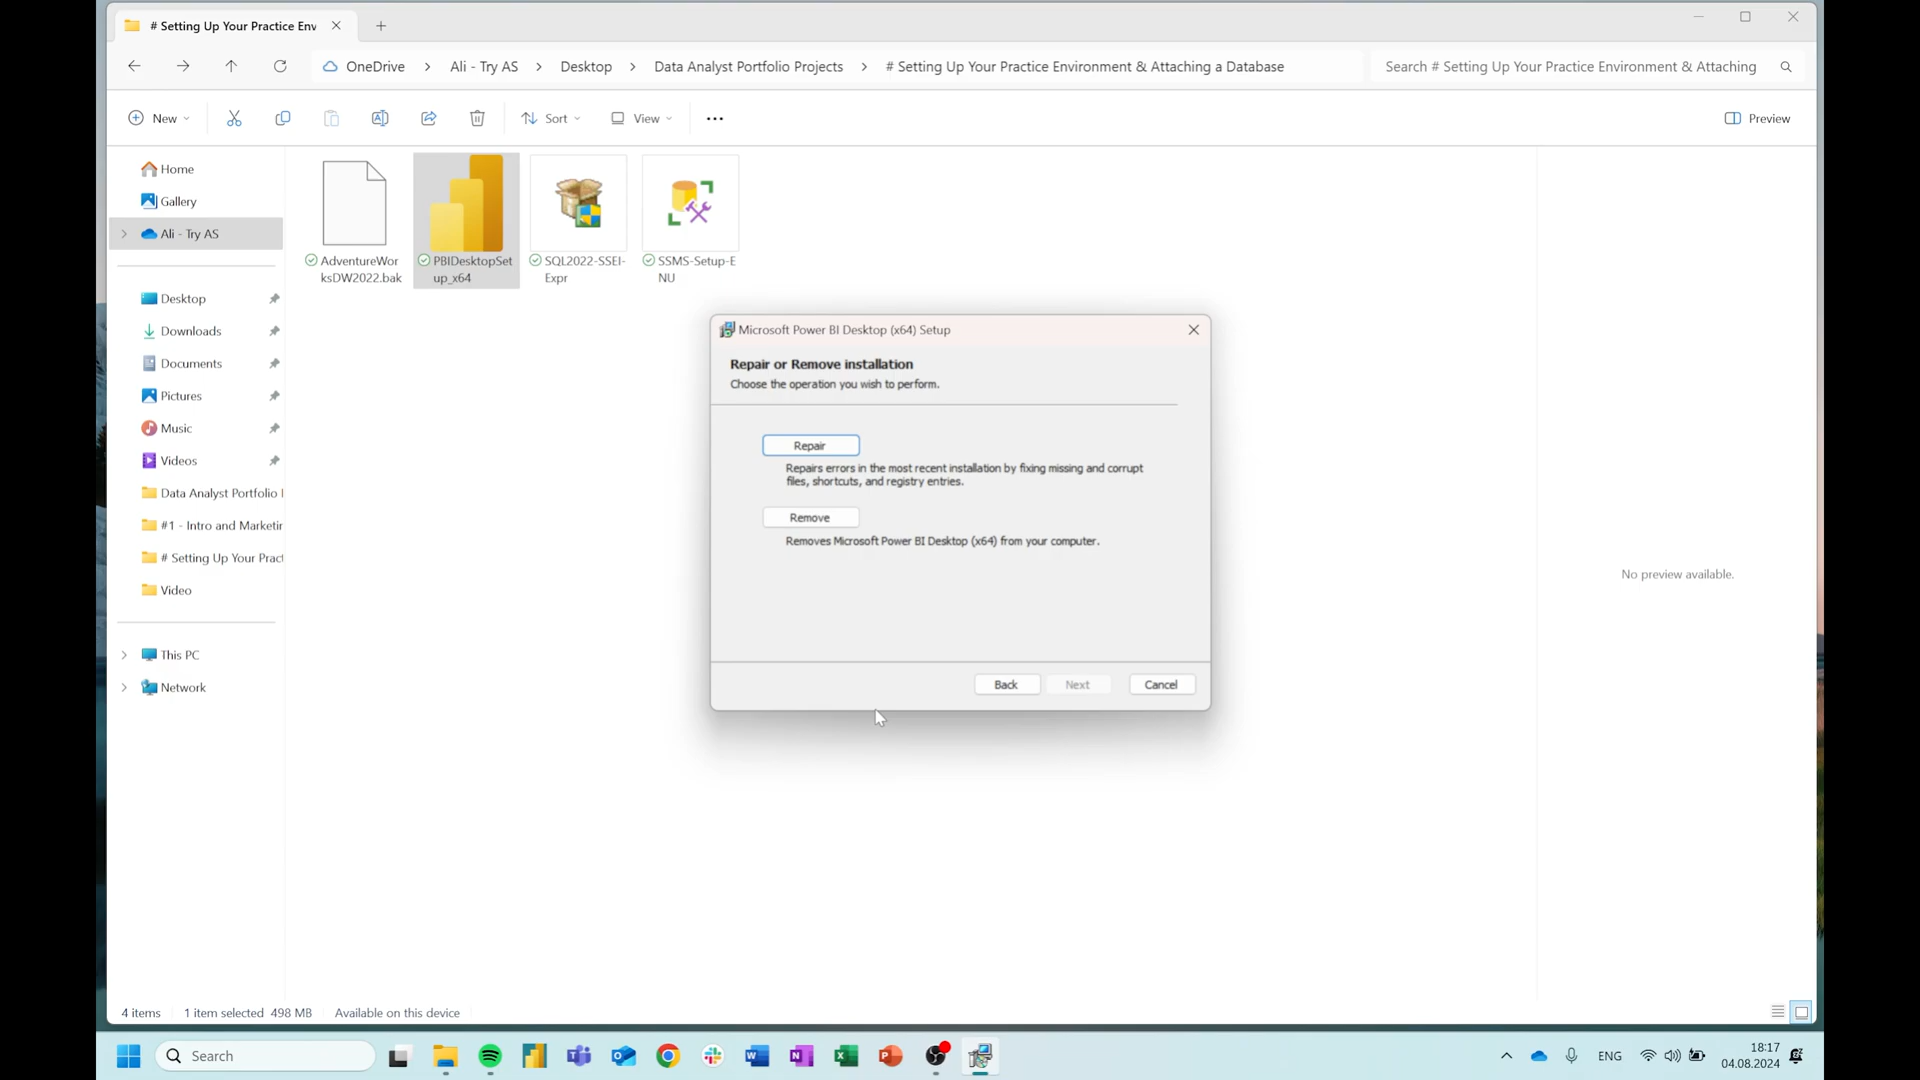 # Setting Up Your Practice Env
OneDrive
Ali - Try AS
Desktop
Data Analyst Portfolio Projects
# Setting Up Your Practice Environment & Attaching a Database
Search # Setting Up Your Practice Environment & Attaching
New
Sort
View
Preview
Home
Gallery
Ali - Try AS
Desktop
Downloads
Documents
Pictures
Music
Videos
Data Analyst Portfolio
#1 - Intro and Marketin
# Setting Up Your Pract
Video
This PC
Network
AdventureWor
ksDW2022.bak
PBIDesktopSet
up_x64
SQL2022-SSEI-
Expr
SSMS-Setup-E
NU
Microsoft Power BI Desktop (x64) Setup
Repair or Remove installation
Choose the operation you wish to perform.
Repair
Repairs errors in the most recent installation by fixing missing and corrupt
files, shortcuts, and registry entries.
Remove
Removes Microsoft Power BI Desktop (x64) from your computer.
Back
Next
Cancel
No preview available.
4 items
1 item selected 498 MB
Available on this device
Search
ENG
18:17
04.08.2024